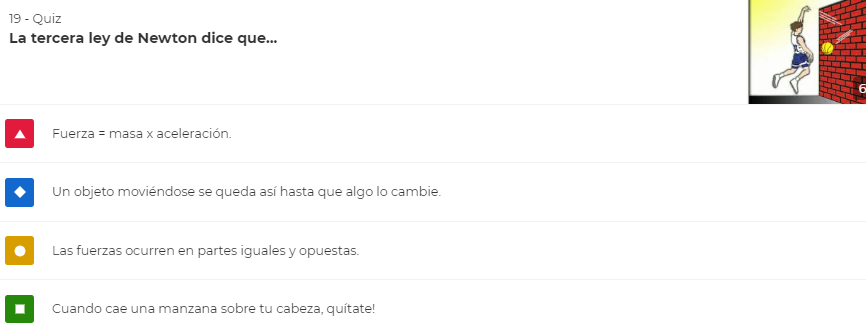 19 - Quiz
La tercera ley de Newton dice que...
6
Fuerza = masa x aceleración.
Un objeto moviéndose se queda así hasta que algo lo cambie.
Las fuerzas ocurren en partes iguales y opuestas.
Cuando cae una manzana sobre tu cabeza, quítate!